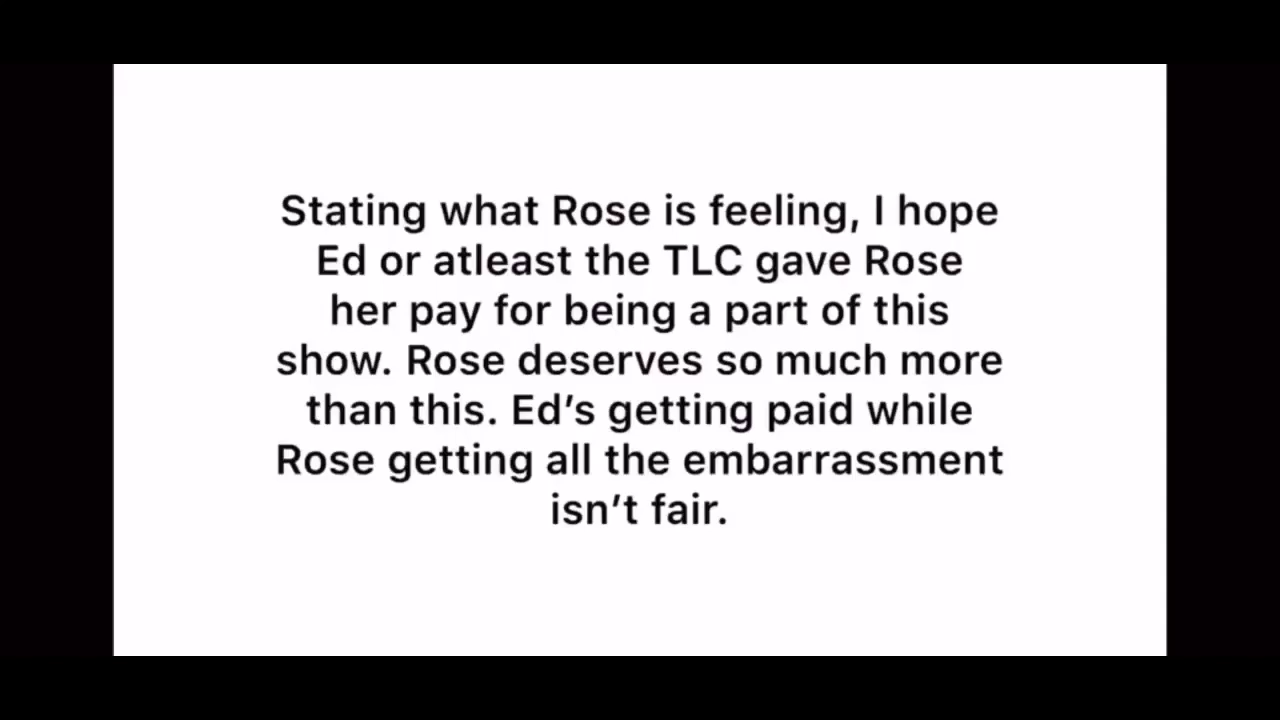 Stating what Rose is feeling, I hope
Ed or atleast the TLC gave Rose
her pay for being a part of this
show. Rose deserves so much more
than this. Ed’s getting paid while
Rose getting all the embarrassment
isn’t fair.